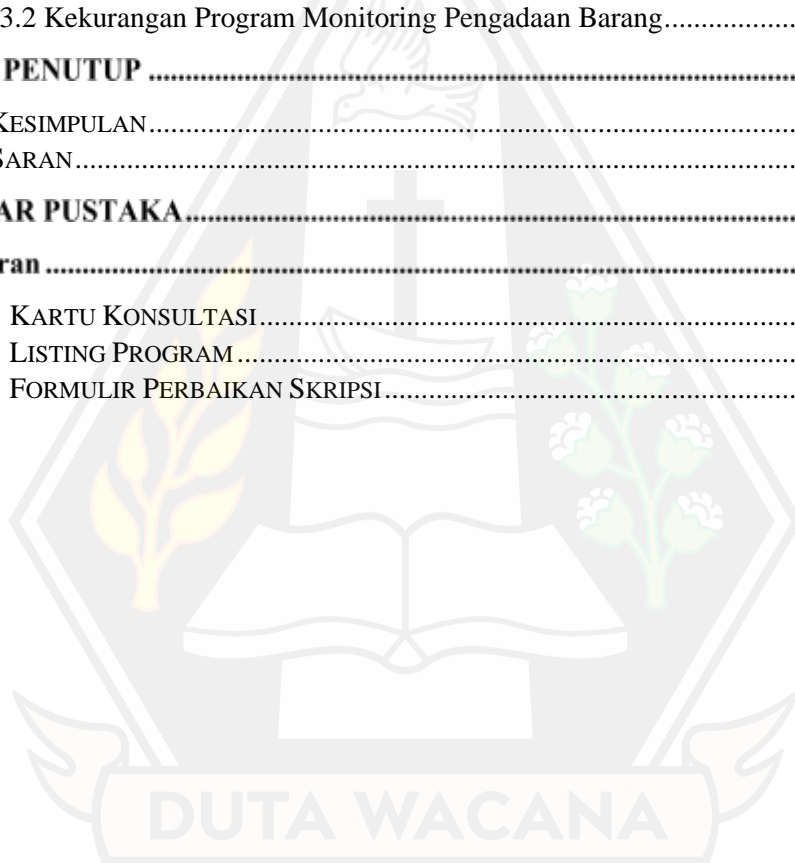 3.2 Kekurangan Program Monitoring Pengadaan Barang..................
PENUTUP ...............................................................................................
KESIMPULAN.........................................................................................
SARAN....................................................................................................
AR PUSTAKA..........................................................................................
ran ..........................................................................................................
KARTU KONSULTASI.........................................................................
LISTING PROGRAM............................................................................
FORMULIR PERBAIKAN SKRIPSI.......................................................
DUTA WACANA